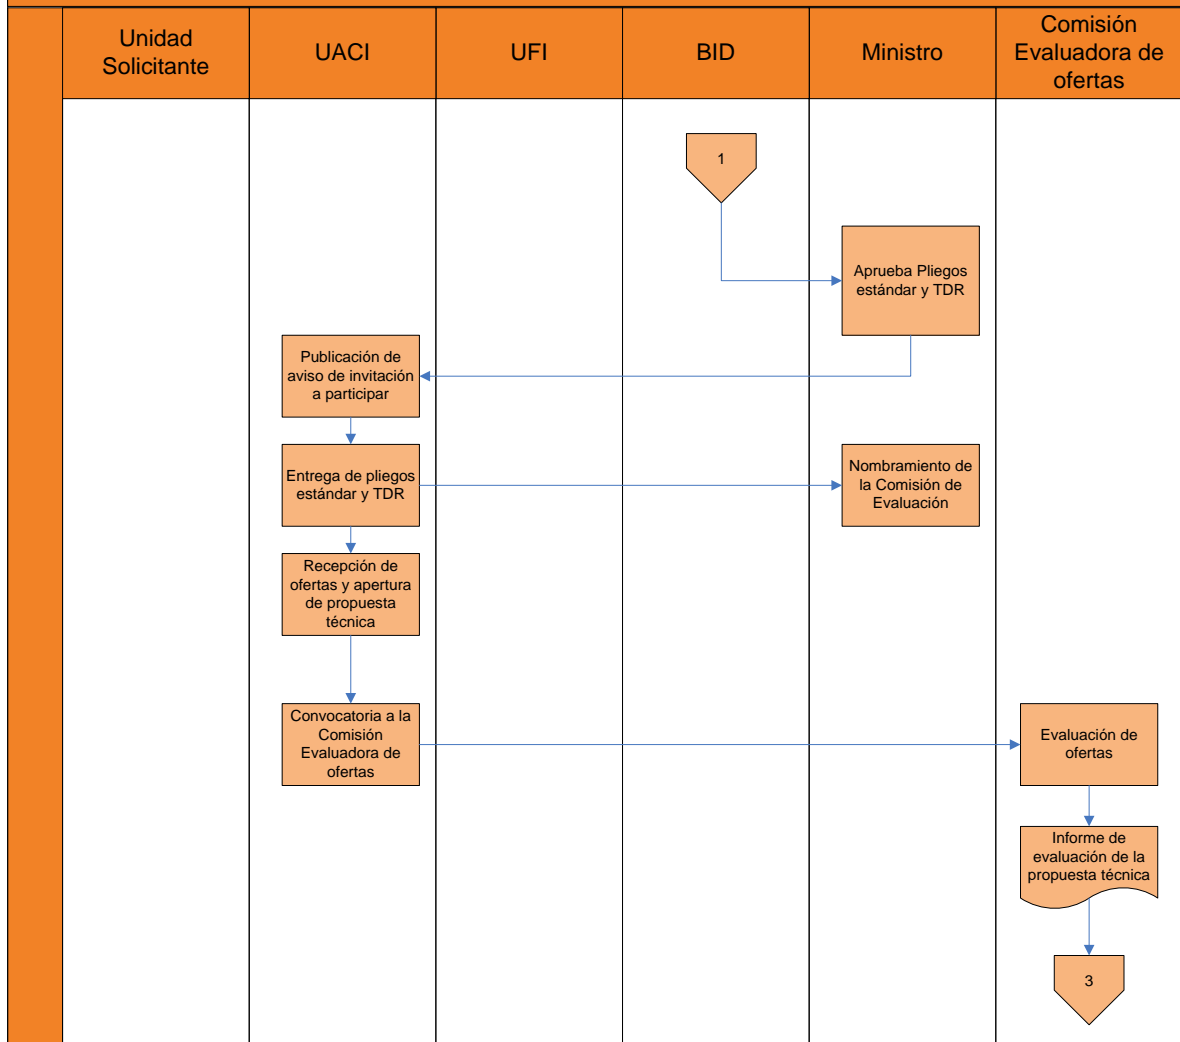 Unidad
Solicitante
UACI
UFI
BID
Ministro
Comisión
Evaluadora de
ofertas
1
Aprueba Pliegos
estándar y TDR
Publicación de
aviso de invitación
a participar
Entrega de pliegos
estándar y TDR
Nombramiento de
la Comisión de
Evaluación
Recepción de
ofertas y apertura
de propuesta
técnica
Convocatoria a la
Comisión
Evaluadora de
ofertas
Evaluación de
ofertas
Informe de
evaluación de la
propuesta técnica
3